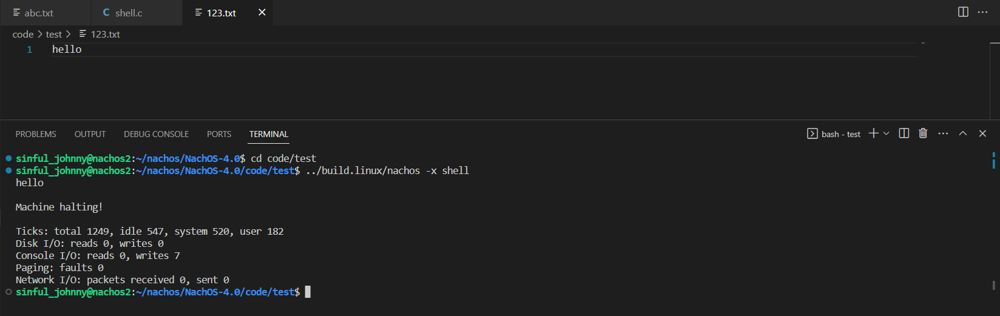 abc.txt
C shell.c
123.txt
code > test > 123.txt
1 hello
PROBLEMS OUTPUT DEBUG CONSOLE PORTS TERMINAL
bash - test
sinful_johnny@nachos2:~/nachos/NachOS-4.0$ cd code/test
sinful_johnny@nachos2:~/nachos/NachOS-4.0/code/test$ ../build.linux/nachos -x shell
hello
Machine halting!
Ticks: total 1249, idle 547, system 520, user 182
Disk I/O: reads 0, writes 0
Console I/O: reads 0, writes 7
Paging: faults 0
Network I/O: packets received 0, sent 0
sinful_johnny@nachos2:~/nachos/NachOS-4.0/code/test$